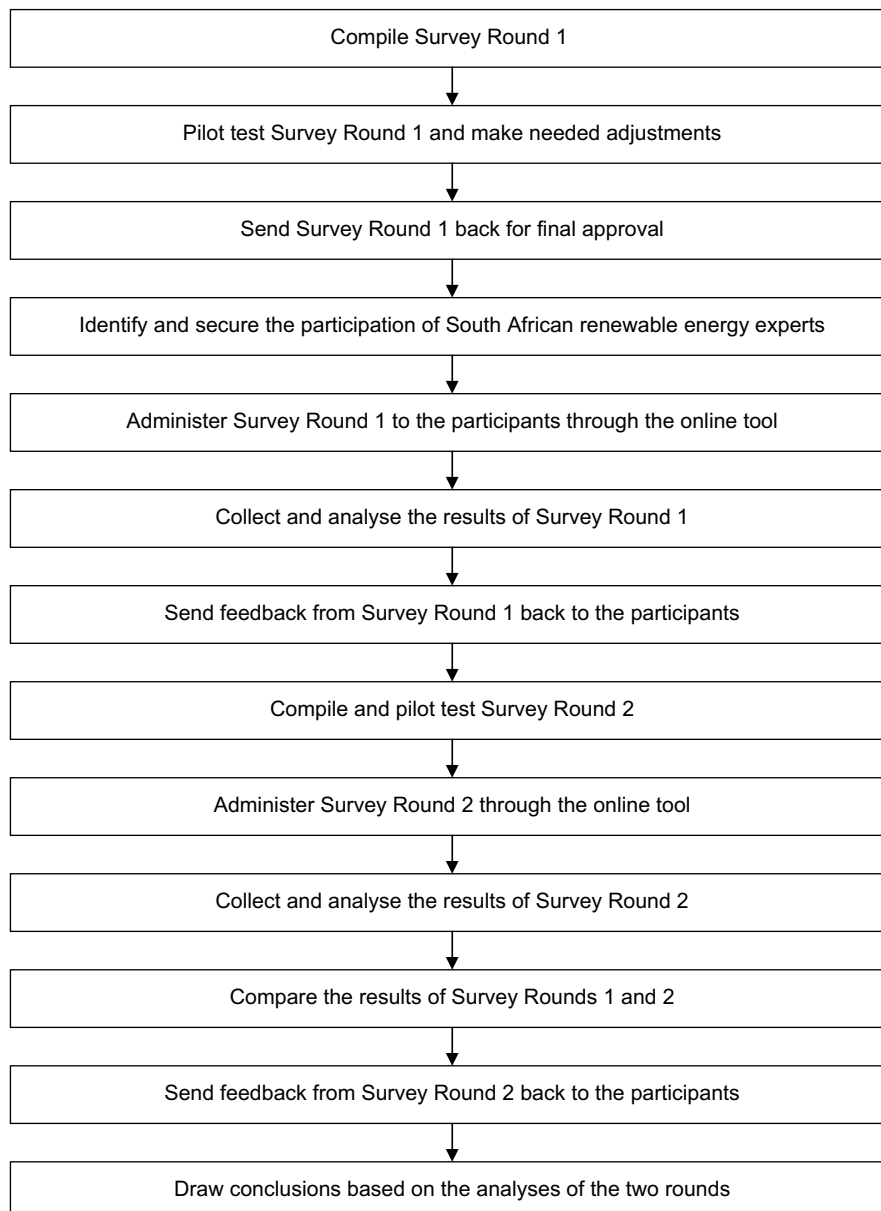 Compile Survey Round 1
Pilot test Survey Round 1 and make needed adjustments
Send Survey Round 1 back for final approval
Identify and secure the participation of South African renewable energy experts
Administer Survey Round 1 to the participants through the online tool
Collect and analyse the results of Survey Round 1
Send feedback from Survey Round 1 back to the participants
Compile and pilot test Survey Round 2
Administer Survey Round 2 through the online tool
Collect and analyse the results of Survey Round 2
Compare the results of Survey Rounds 1 and 2
Send feedback from Survey Round 2 back to the participants
Draw conclusions based on the analyses of the two rounds